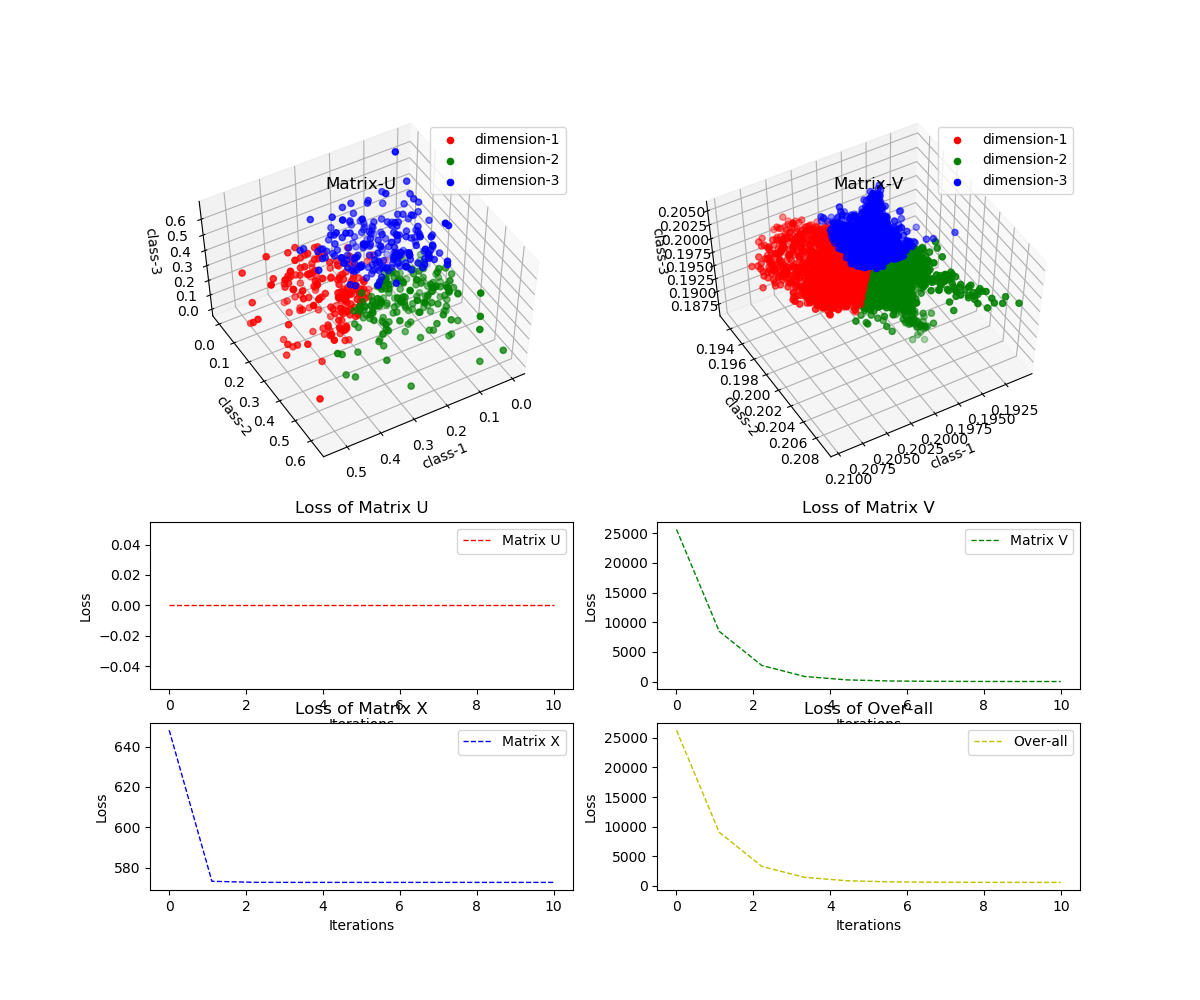 Matrix-U
dimension-1
dimension-2
dimension-3
0.6
0.5
0.4
0.3
0.2
0.1
0.0
class-3
0.0
0.1
0.2
0.3
0.4
0.5
0.6
class-2
0.5
0.4
0.3
0.2
0.1
0.0
class-1
Matrix-V
dimension-1
dimension-2
dimension-3
0.2050
0.2025
0.2000
0.1975
0.1950
0.1925
0.1900
0.1875
class-3
0.194
0.196
0.198
0.200
0.202
0.204
0.206
0.208
class-2
0.2100
0.2075
0.2050
0.2025
0.2000
0.1975
0.1950
0.1925
class-1
Loss of Matrix U
Matrix U
0.04
0.02
0.00
−0.02
−0.04
Loss
0 2 4 6 8 10
Iterations
Loss of Matrix V
Matrix V
25000
20000
15000
10000
5000
0
Loss
0 2 4 6 8 10
Iterations
Loss of Matrix X
Matrix X
640
620
600
580
Loss
0 2 4 6 8 10
Iterations
Loss of Over-all
Over-all
25000
20000
15000
10000
5000
0
Loss
0 2 4 6 8 10
Iterations